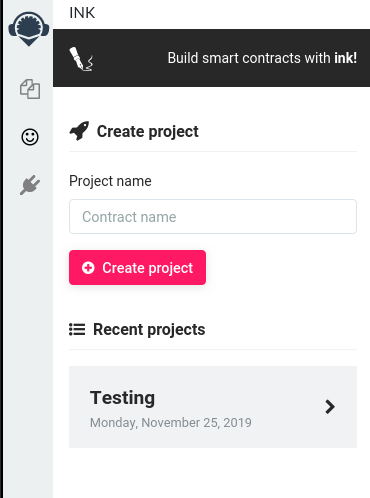 INK
Build smart contracts with ink!
Create project
Project name
Contract name
Create project
Recent projects
Testing
Monday, November 25, 2019